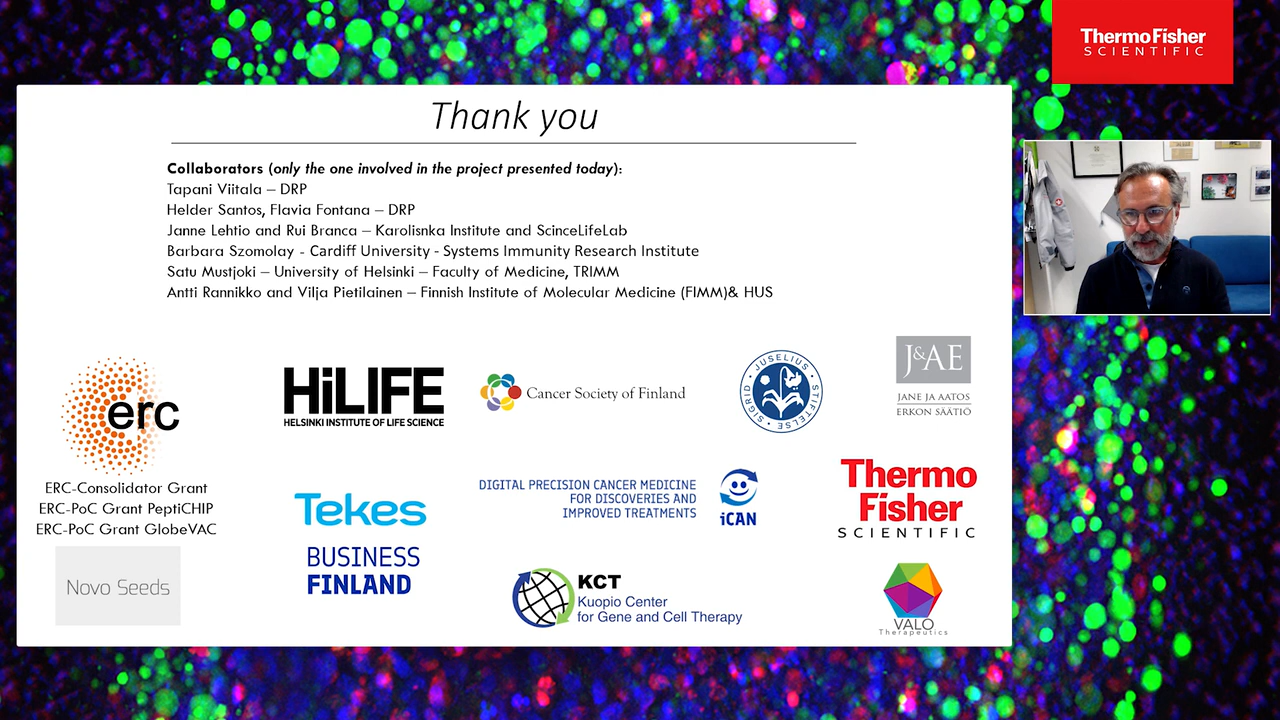 ThermoFisher
SCIENTIFIC
Thank you
Collaborators (only the one involved in the project presented today):
Tapani Viitala – DRP
Helder Santos, Flavia Fontana – DRP
Janne Lehtio and Rui Branca – Karolisnka Institute and ScinceLifeLab
Barbara Szomolay - Cardiff University - Systems Immunity Research Institute
Satu Mustjoki – University of Helsinki – Faculty of Medicine, TRIMM
Antti Rannikko and Vilja Pietilainen – Finnish Institute of Molecular Medicine (FIMM)& HUS
erc
ERC-Consolidator Grant
ERC-PoC Grant PeptiCHIP
ERC-PoC Grant GlobeVAC
Novo Seeds
HiLIFE
HELSINKI INSTITUTE OF LIFE SCIENCE
Tekes
BUSINESS
FINLAND
Cancer Society of Finland
DIGITAL PRECISION CANCER MEDICINE
FOR DISCOVERIES AND
IMPROVED TREATMENTS
iCAN
KCT
Kuopio Center
for Gene and Cell Therapy
SIGRID JUSELIUS STIFTELSE
J&AE
JANE JA AATOS
ERKON SÄÄTIÖ
Thermo
Fisher
SCIENTIFIC
VALO
Therapeutics